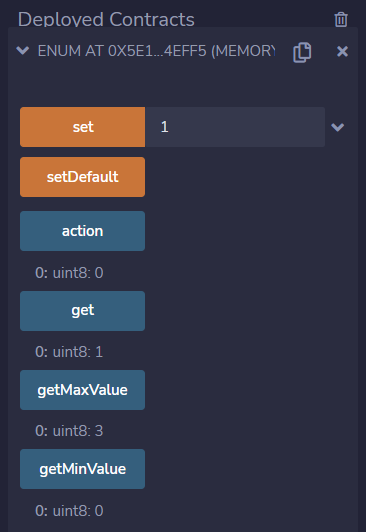 Deployed Contracts
ENUM AT 0X5E1...4EFF5 (MEMORY
set 1
setDefault
action
0: uint8: 0
get
0: uint8: 1
getMaxValue
0: uint8: 3
getMinValue
0: uint8: 0